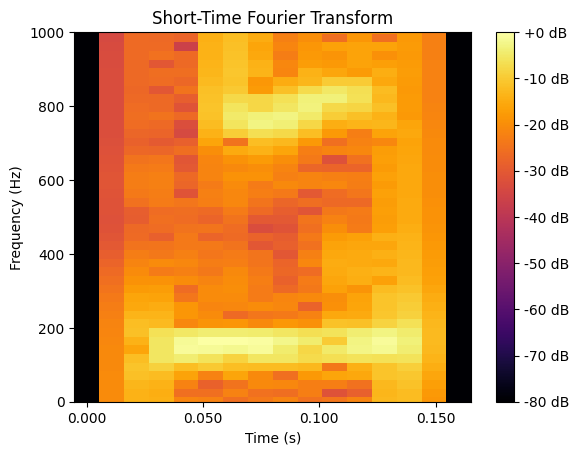 Short-Time Fourier Transform
1000
800
600
400
200
0
Frequency (Hz)
0.000
0.050
0.100
0.150
Time (s)
+0 dB
-10 dB
-20 dB
-30 dB
-40 dB
-50 dB
-60 dB
-70 dB
-80 dB